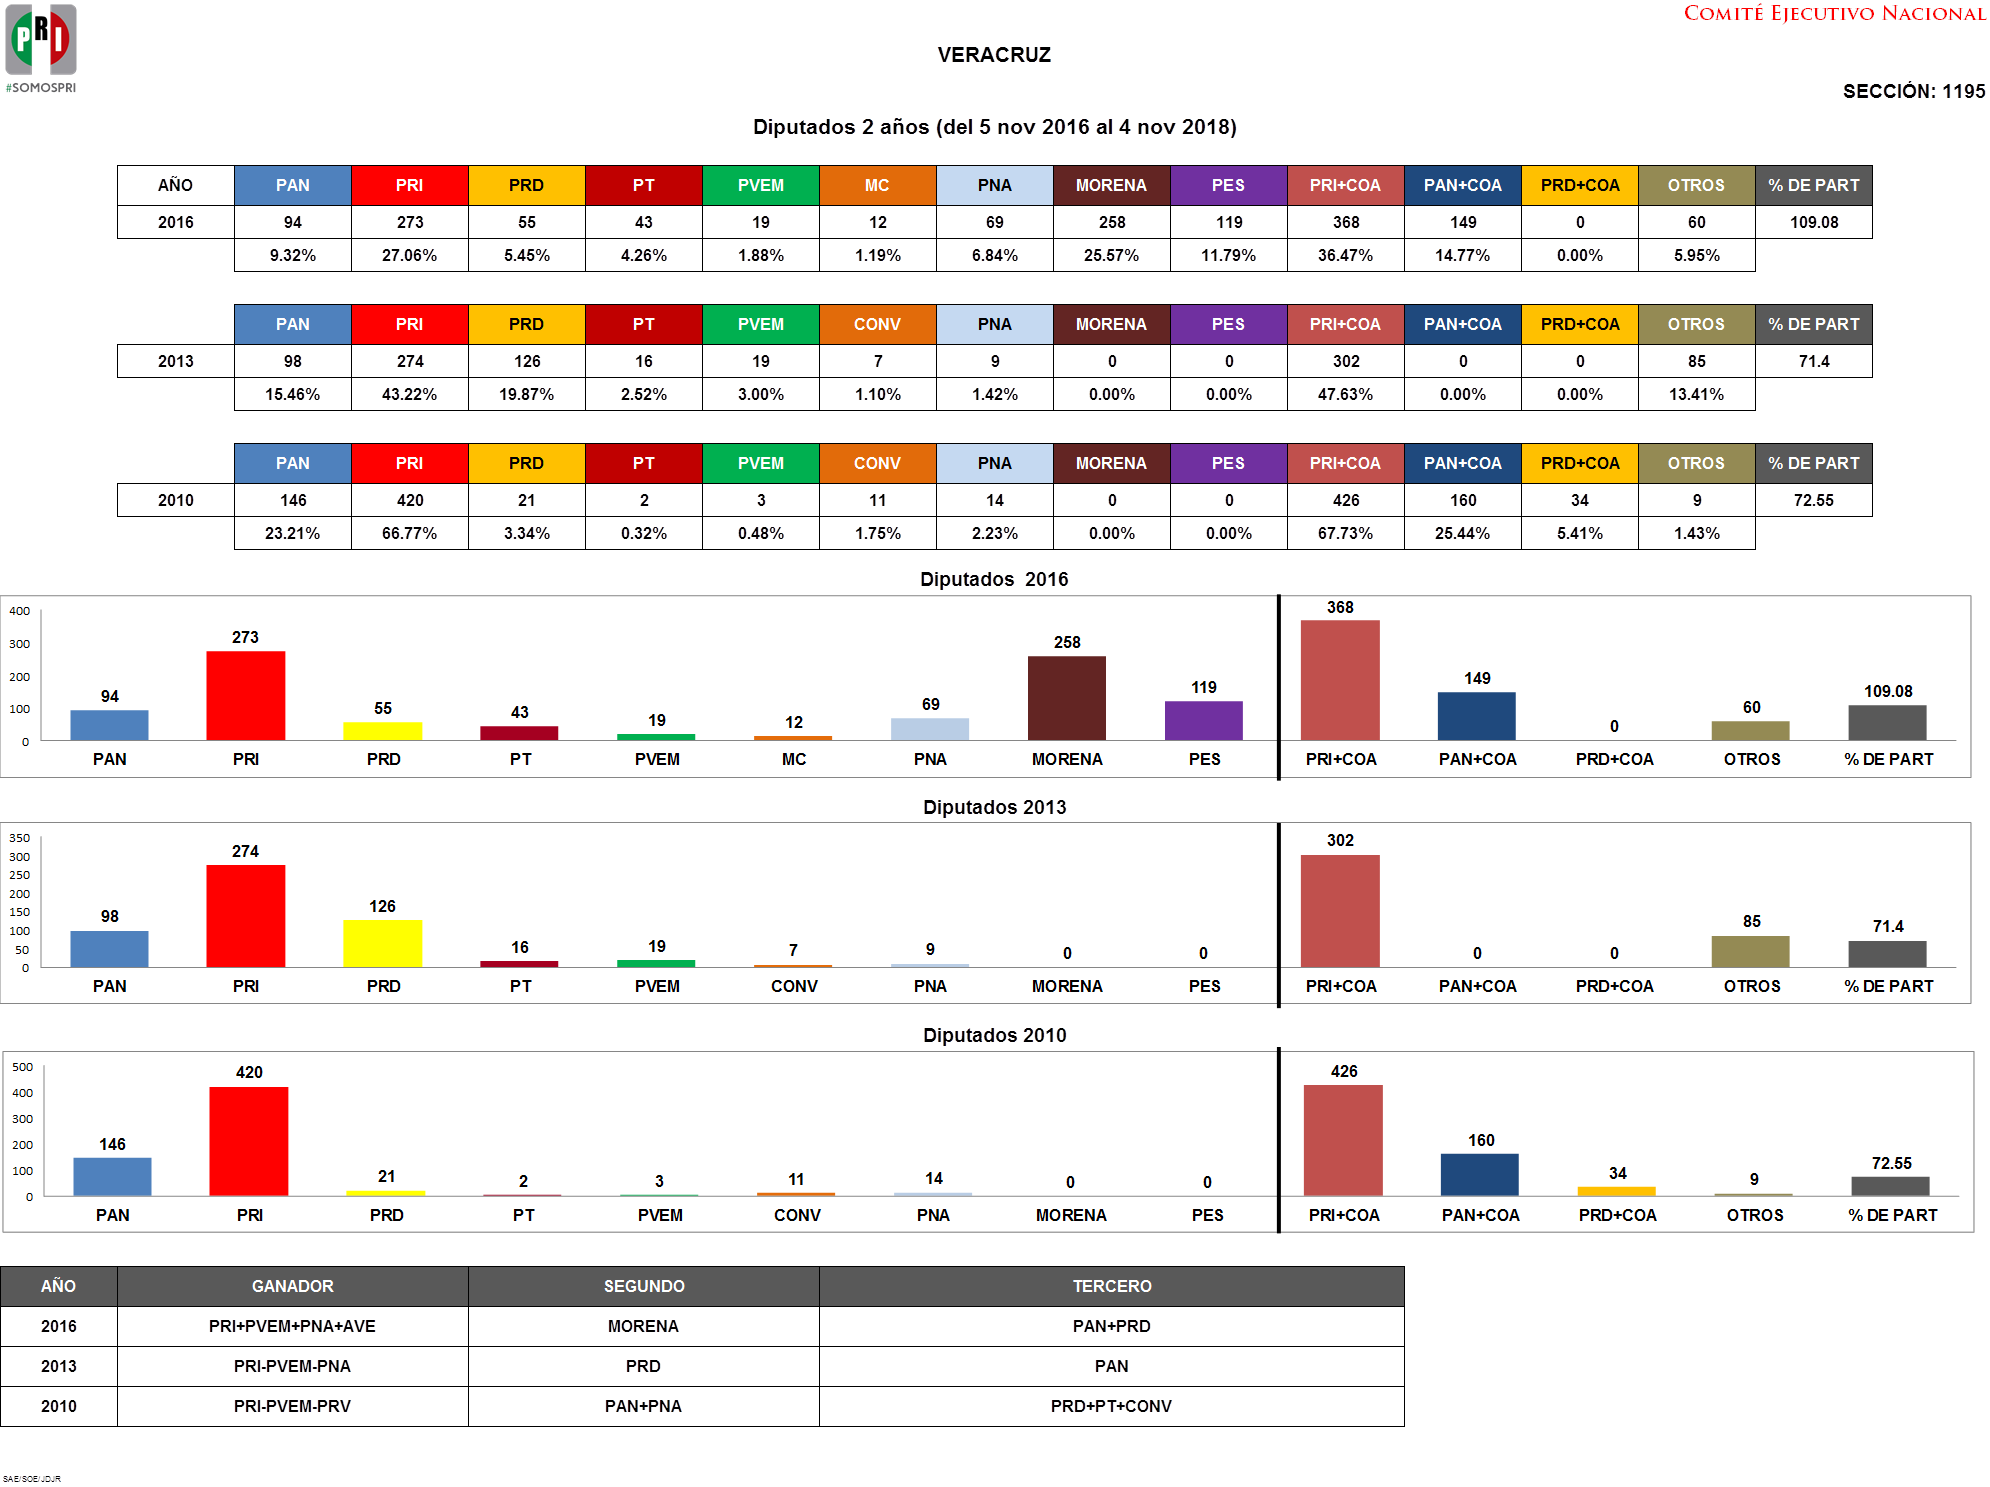 COMITÉ EJECUTIVO NACIONAL
PRI
#SOMOSPRI
VERACRUZ
SECCIÓN: 1195
Diputados 2 años (del 5 nov 2016 al 4 nov 2018)
AÑO PAN PRI PRD PT PVEM MC PNA MORENA PES PRI+COA PAN+COA PRD+COA OTROS % DE PART
2016 94 273 55 43 19 12 69 258 119 368 149 0 60 109.08
9.32% 27.06% 5.45% 4.26% 1.88% 1.19% 6.84% 25.57% 11.79% 36.47% 14.77% 0.00% 5.95%
PAN PRI PRD PT PVEM CONV PNA MORENA PES PRI+COA PAN+COA PRD+COA OTROS % DE PART
2013 98 274 126 16 19 7 9 0 0 302 0 0 85 71.4
15.46% 43.22% 19.87% 2.52% 3.00% 1.10% 1.42% 0.00% 0.00% 47.63% 0.00% 0.00% 13.41%
PAN PRI PRD PT PVEM CONV PNA MORENA PES PRI+COA PAN+COA PRD+COA OTROS % DE PART
2010 146 420 21 2 3 11 14 0 0 426 160 34 9 72.55
23.21% 66.77% 3.34% 0.32% 0.48% 1.75% 2.23% 0.00% 0.00% 67.73% 25.44% 5.41% 1.43%
Diputados 2016
400
300
200
100
0
94 273 55 43 19 12 69 258 119 368 149 0 60 109.08
PAN PRI PRD PT PVEM MC PNA MORENA PES PRI+COA PAN+COA PRD+COA OTROS % DE PART
Diputados 2013
350
300
250
200
150
100
50
0
98 274 126 16 19 7 9 0 0 302 0 0 85 71.4
PAN PRI PRD PT PVEM CONV PNA MORENA PES PRI+COA PAN+COA PRD+COA OTROS % DE PART
Diputados 2010
500
400
300
200
100
0
146 420 21 2 3 11 14 0 0 426 160 34 9 72.55
PAN PRI PRD PT PVEM CONV PNA MORENA PES PRI+COA PAN+COA PRD+COA OTROS % DE PART
AÑO GANADOR SEGUNDO TERCERO
2016 PRI+PVEM+PNA+AVE MORENA PAN+PRD
2013 PRI-PVEM-PNA PRD PAN
2010 PRI-PVEM-PRV PAN+PNA PRD+PT+CONV
SAE/SOE/JDJR